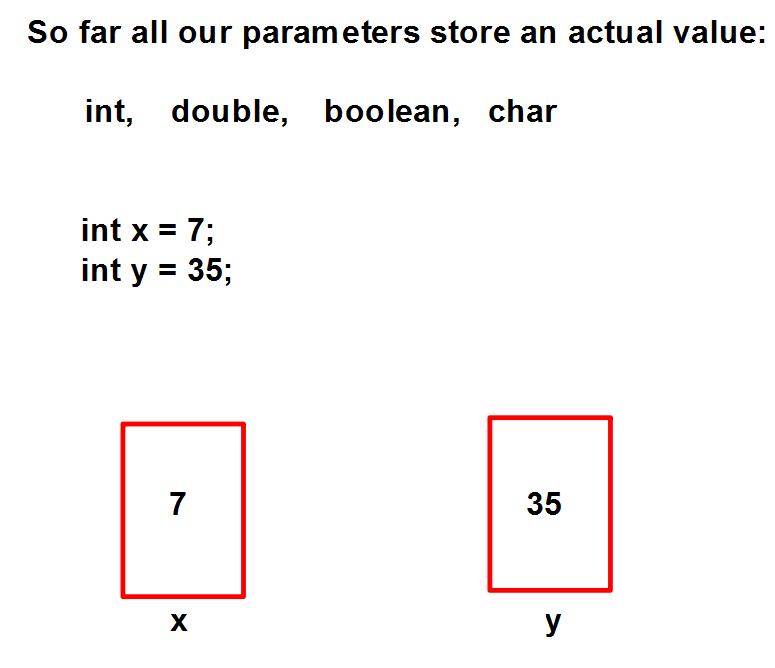 So far all our parameters store an actual value:
int, double, boolean, char
int x = 7;
int y = 35;
7 35
x y